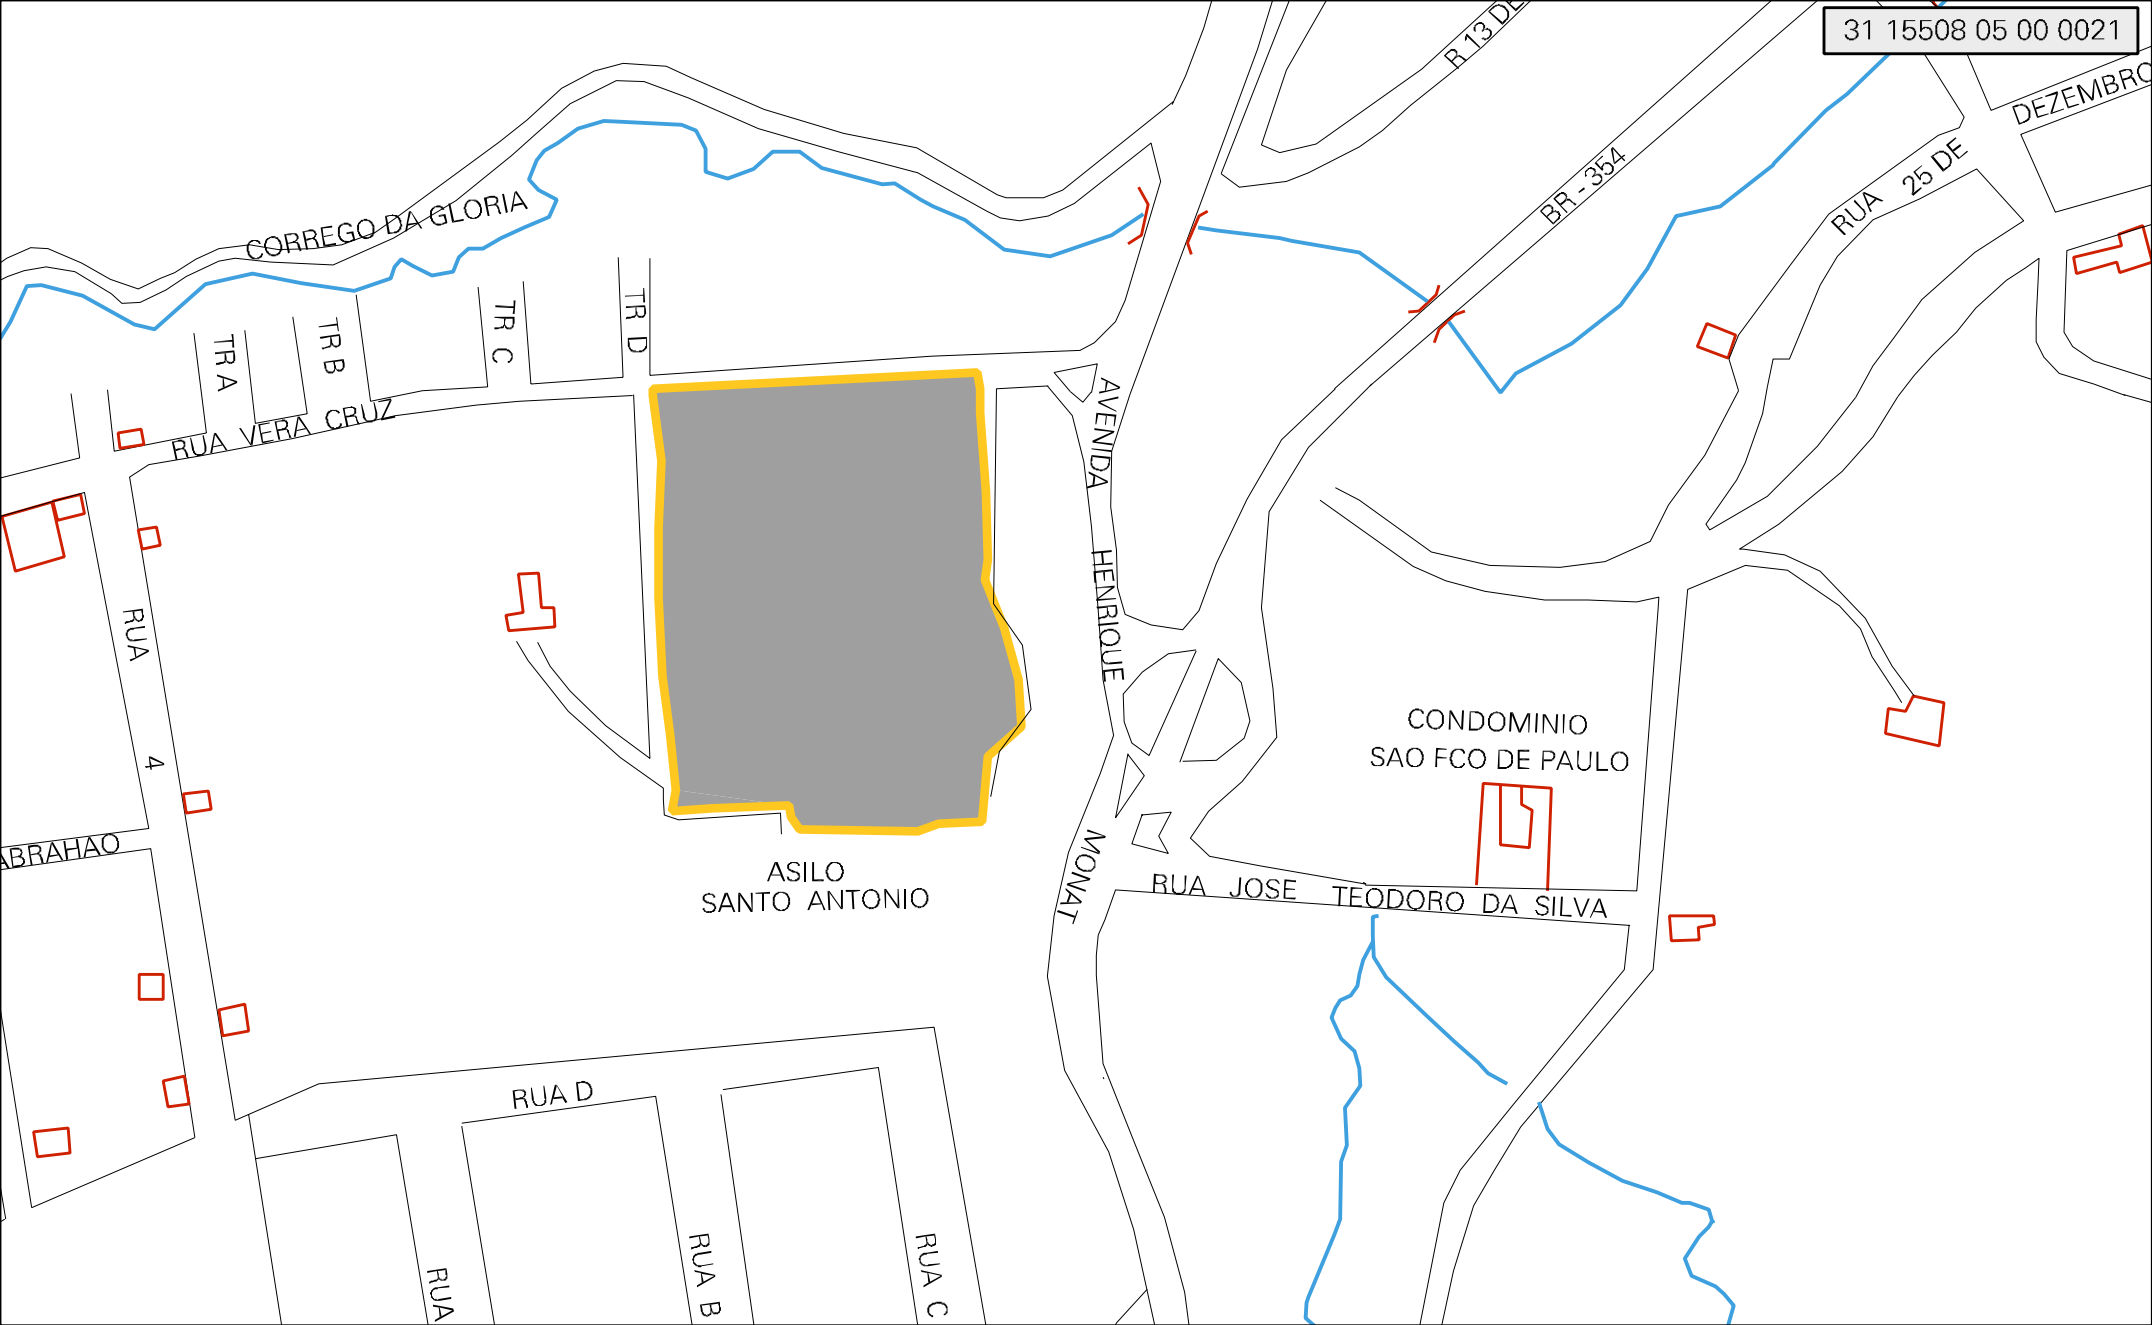 31 15508 05 00 0021
R 13 DE
DEZEMBRO
RUA 25 DE
BR - 354
CORREGO DA GLORIA
TR A
TR B
TR C
TR D
RUA VERA CRUZ
AVENIDA HENRIQUE MONAT
RUA 4
CONDOMINIO
SAO FCO DE PAULO
ABRAHAO
ASILO
SANTO ANTONIO
RUA JOSE TEODORO DA SILVA
RUA D
RUA
RUA B
RUA C